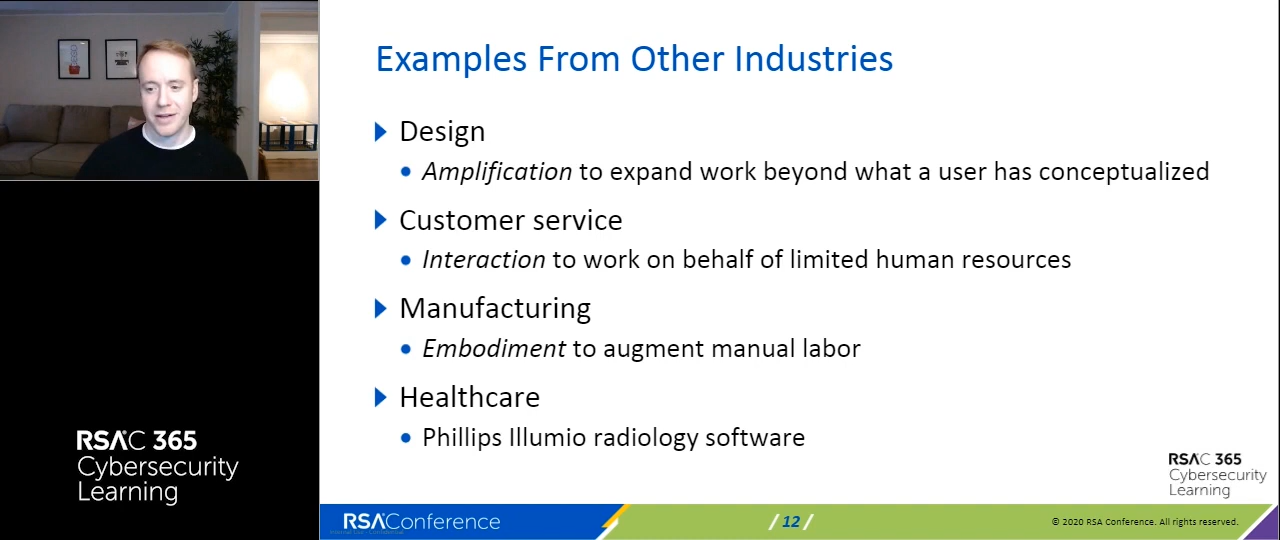 Examples From Other Industries
Design
Amplification to expand work beyond what a user has conceptualized
Customer service
Interaction to work on behalf of limited human resources
Manufacturing
Embodiment to augment manual labor
Healthcare
Phillips Illumio radiology software
RSAC 365
Cybersecurity
Learning
RSAC 365
Cybersecurity
Learning
RSAConference
/ 12 /
© 2020 RSA Conference. All rights reserved.